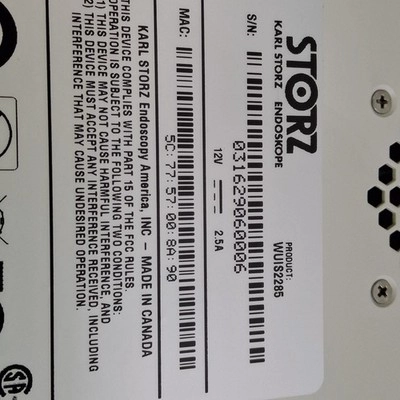 STORZ
KARL STORZ ENDOSKOPE
PRODUCT:
WUIS2285
S/N:
031629060006
12V 2.5A
MAC:
5C:77:57:00:8A:90
KARL STORZ Endoscopy America, INC - MADE IN CANADA
THIS DEVICE COMPLIES WITH PART 15 OF THE FCC RULES.
OPERATION IS SUBJECT TO THE FOLLOWING TWO CONDITIONS:
1) THIS DEVICE MAY NOT CAUSE HARMFUL INTERFERENCE, AND
2) THIS DEVICE MUST ACCEPT ANY INTERFERENCE RECEIVED, INCLUDING
INTERFERENCE THAT MAY CAUSE UNDESIRED OPERATION.